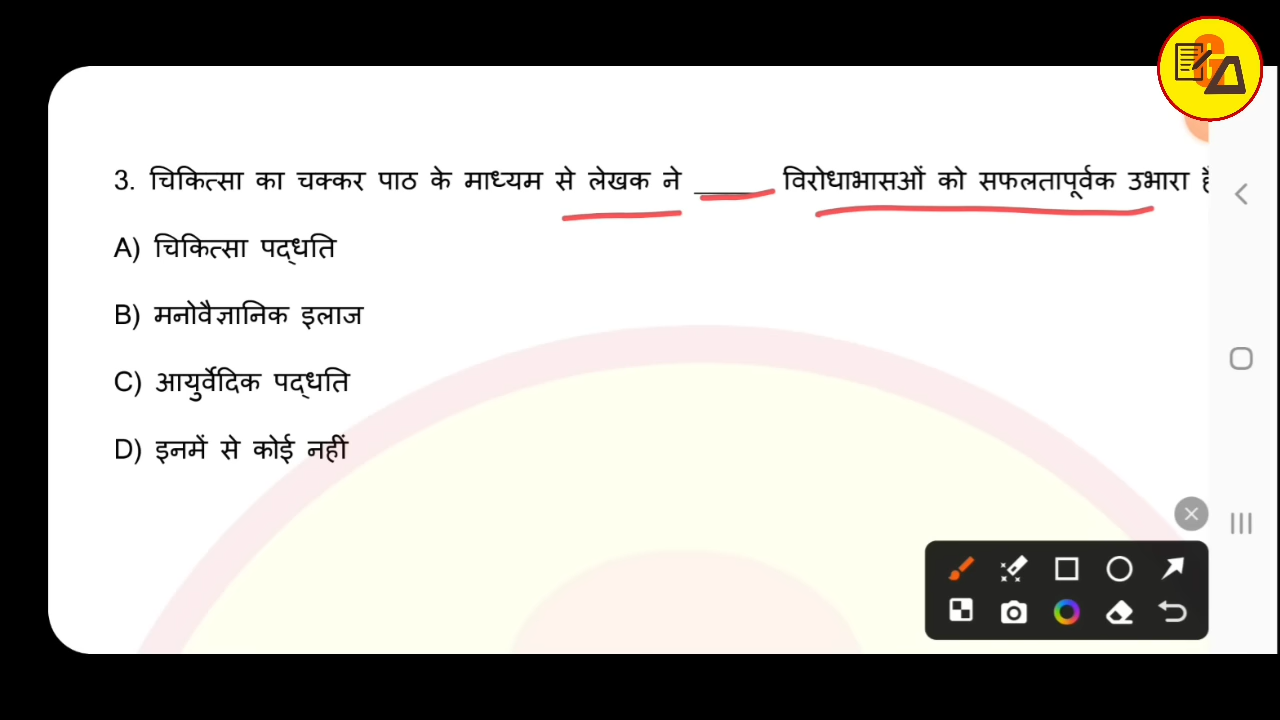 3. चिकित्सा का चक्कर पाठ के माध्यम से लेखक ने _____ विरोधाभासओं को सफलतापूर्वक उभारा है
A) चिकित्सा पद्धति
B) मनोवैज्ञानिक इलाज
C) आयुर्वेदिक पद्धति
D) इनमें से कोई नहीं